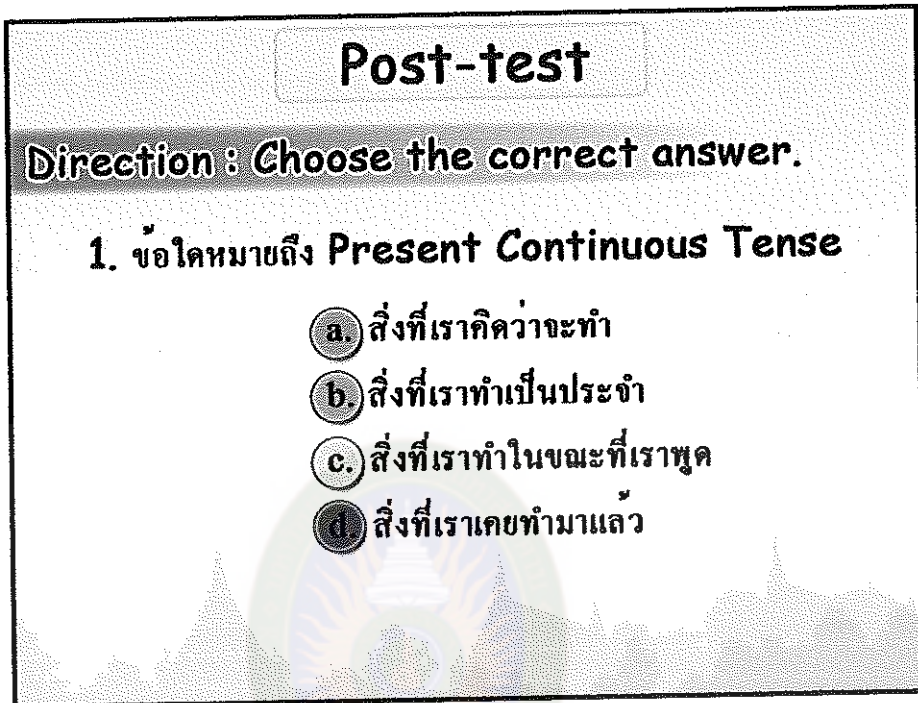 Post-test
Direction : Choose the correct answer.
1. ข้อใดหมายถึง Present Continuous Tense
a. สิ่งที่เราคิดว่าจะทำ
b. สิ่งที่เราทำเป็นประจำ
c. สิ่งที่เราทำในขณะที่เราพูด
d. สิ่งที่เราเคยทำมาแล้ว